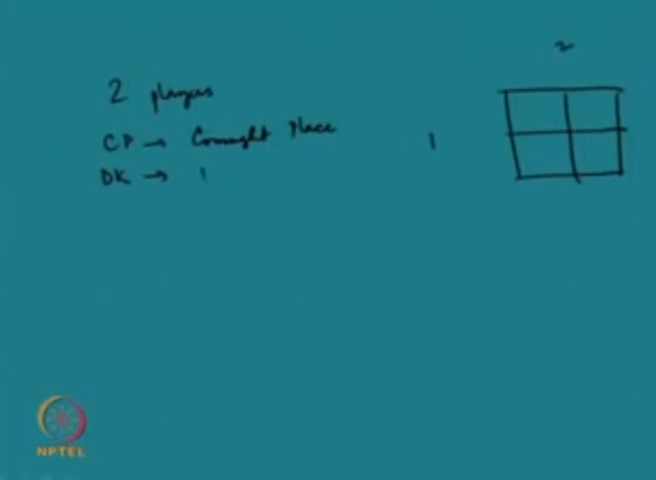 2
2 players
CP → Connaught Place
1
DK → 1
NPTEL